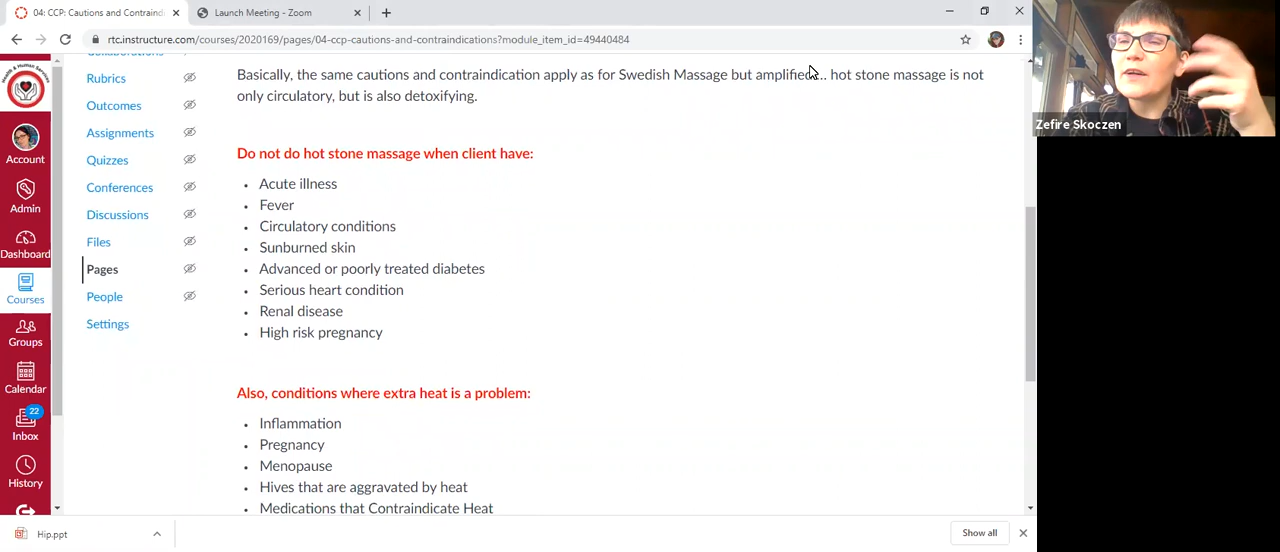 04: CCP: Cautions and Contraindi
Launch Meeting - Zoom
rtc.instructure.com/courses/2020169/pages/04-ccp-cautions-and-contraindications?module_item_id=49440484
Zefire Skoczen
Account
Admin
Dashboard
Courses
Groups
Calendar
22
Inbox
History
Rubrics
Outcomes
Assignments
Quizzes
Conferences
Discussions
Files
Pages
People
Settings
Basically, the same cautions and contraindication apply as for Swedish Massage but amplified... hot stone massage is not
only circulatory, but is also detoxifying.
Do not do hot stone massage when client have:
Acute illness
Fever
Circulatory conditions
Sunburned skin
Advanced or poorly treated diabetes
Serious heart condition
Renal disease
High risk pregnancy
Also, conditions where extra heat is a problem:
Inflammation
Pregnancy
Menopause
Hives that are aggravated by heat
Medications that Contraindicate Heat
Hip.ppt
Show all